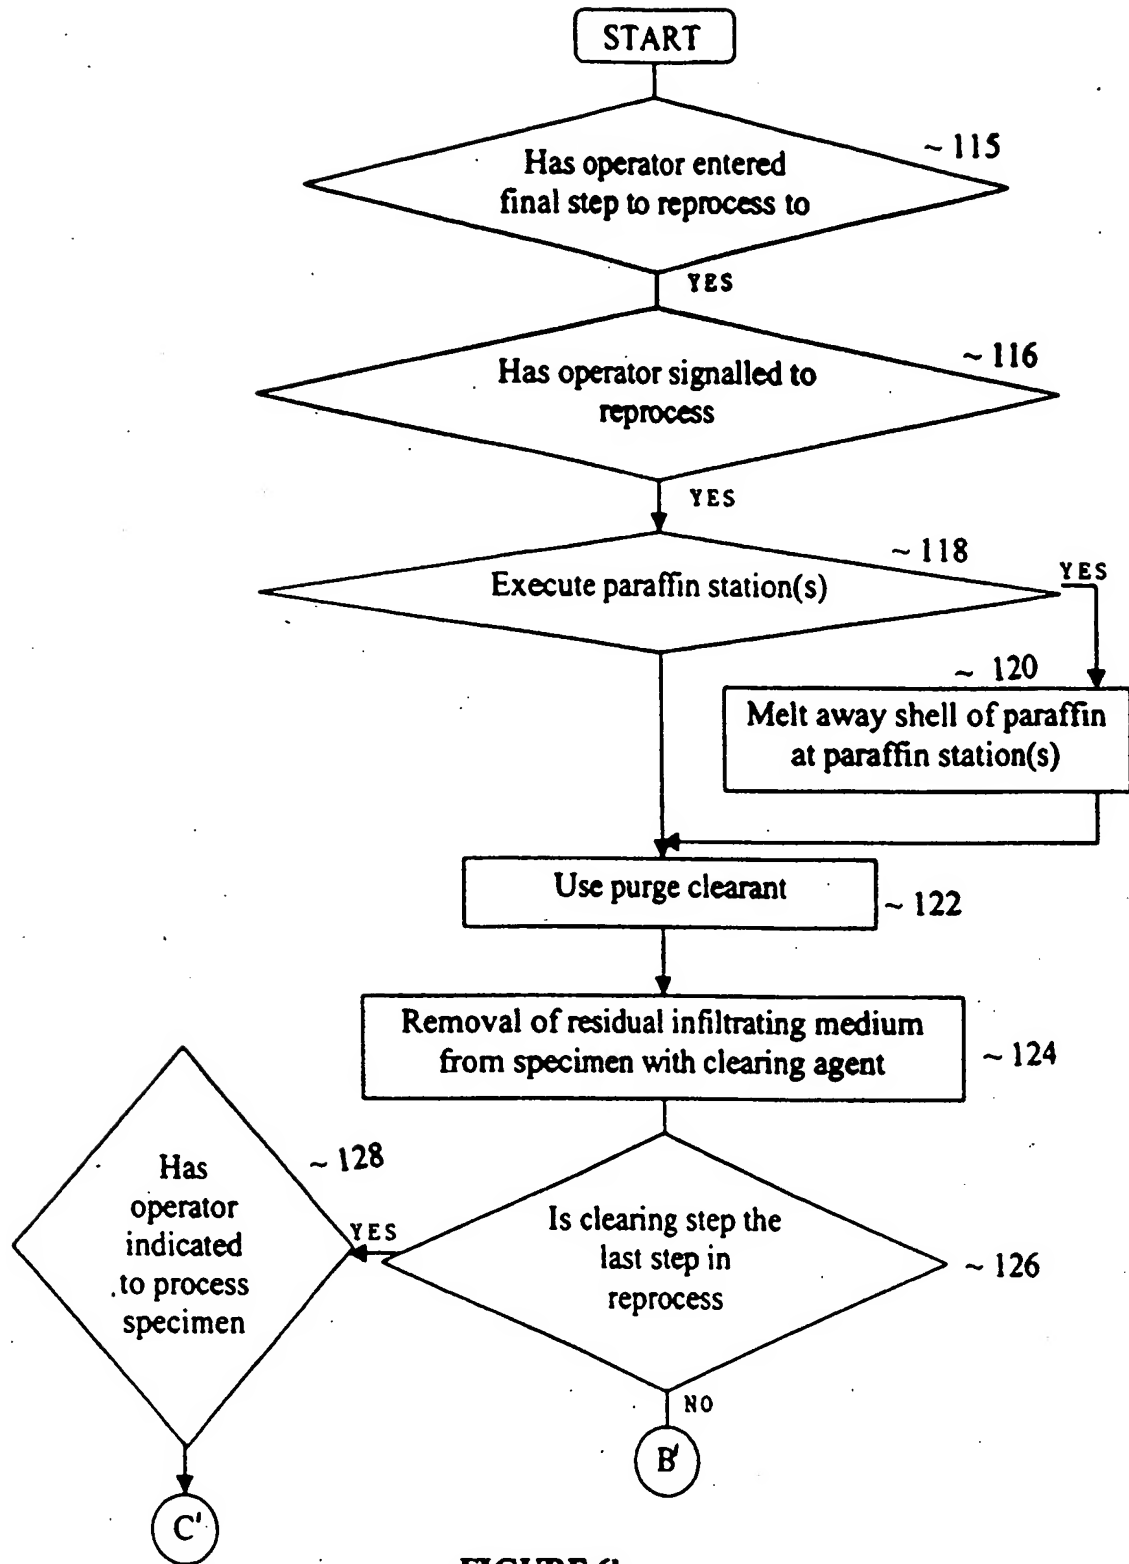 START
Has operator entered
final step to reprocess to
~ 115
YES
Has operator signalled to
reprocess
~ 116
YES
Execute paraffin station(s)
~ 118
YES
~ 120
Melt away shell of paraffin
at paraffin station(s)
Use purge clearant
~ 122
Removal of residual infiltrating medium
from specimen with clearing agent
~ 124
Has
operator
indicated
to process
specimen
~ 128
YES
Is clearing step the
last step in
reprocess
~ 126
NO
B'
C'